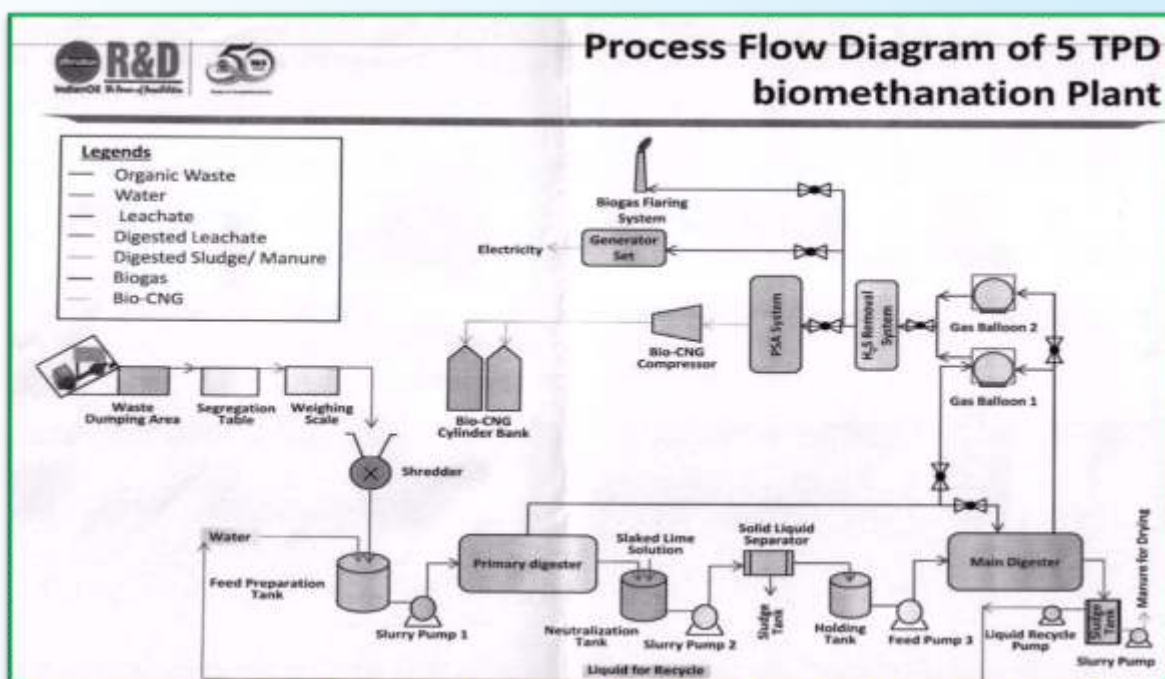 IndianOil
R&D
50
Process Flow Diagram of 5 TPD
biomethanation Plant
Legends
Organic Waste
Water
Leachate
Digested Leachate
Digested Sludge/ Manure
Biogas
Bio-CNG
Biogas Flaring
System
Electricity
Generator
Set
PSA System
H2S Removal
System
Gas Balloon 2
Gas Balloon 1
Bio-CNG
Compressor
Bio-CNG
Cylinder Bank
Waste
Dumping Area
Segregation
Table
Weighing
Scale
Shredder
Water
Feed Preparation
Tank
Slurry Pump 1
Primary digester
Slaked Lime
Solution
Neutralization
Tank
Slurry Pump 2
Solid Liquid
Separator
Sludge
Tank
Holding
Tank
Feed Pump 3
Main Digester
Liquid Recycle
Pump
Sludge
Tank
Slurry Pump
Manure for Drying
Liquid for Recycle